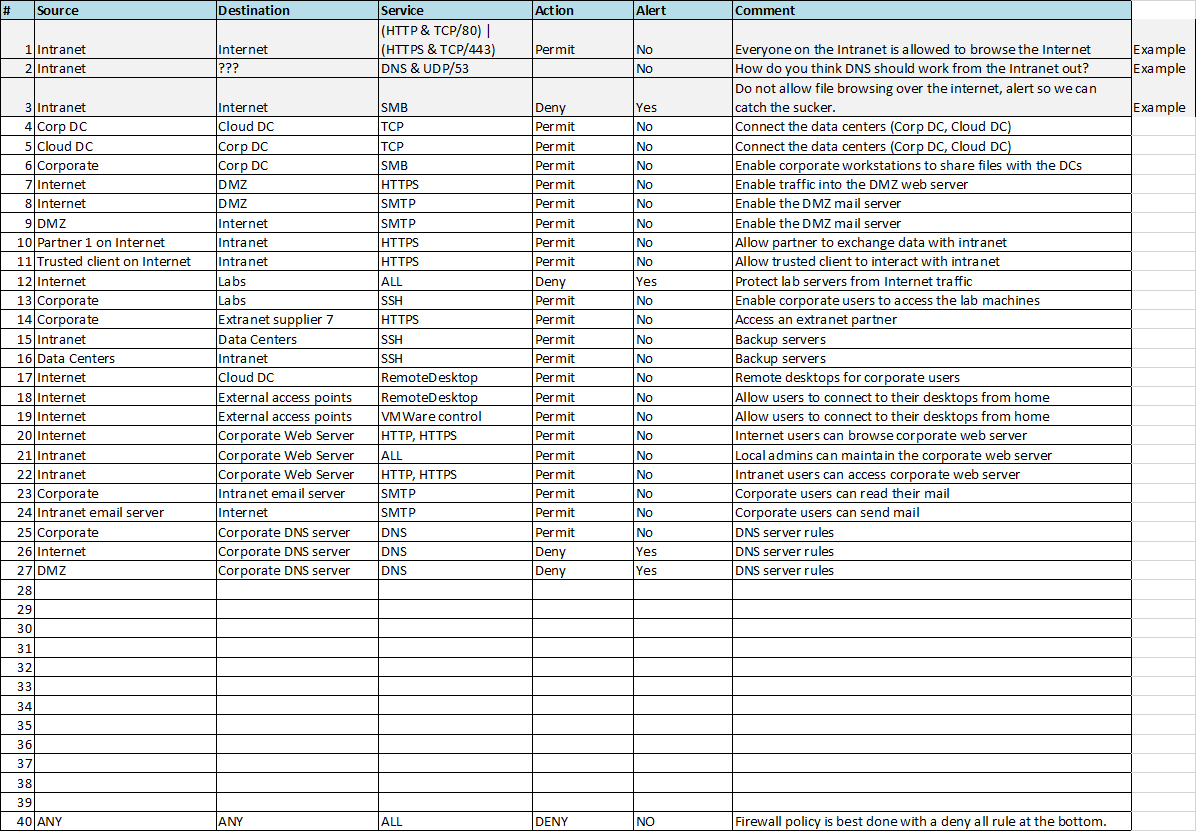 # Source Destination Service Action Alert Comment
(HTTP & TCP/80) |
1 Intranet Internet (HTTPS & TCP/443) Permit No Everyone on the Intranet is allowed to browse the Internet Example
2 Intranet ??? DNS & UDP/53 No How do you think DNS should work from the Intranet out? Example
Do not allow file browsing over the internet, alert so we can
3 Intranet Internet SMB Deny Yes catch the sucker. Example
4 Corp DC Cloud DC TCP Permit No Connect the data centers (Corp DC, Cloud DC)
5 Cloud DC Corp DC TCP Permit No Connect the data centers (Corp DC, Cloud DC)
6 Corporate Corp DC SMB Permit No Enable corporate workstations to share files with the DCs
7 Internet DMZ HTTPS Permit No Enable traffic into the DMZ web server
8 Internet DMZ SMTP Permit No Enable the DMZ mail server
9 DMZ Internet SMTP Permit No Enable the DMZ mail server
10 Partner 1 on Internet Intranet HTTPS Permit No Allow partner to exchange data with intranet
11 Trusted client on Internet Intranet HTTPS Permit No Allow trusted client to interact with intranet
12 Internet Labs ALL Deny Yes Protect lab servers from Internet traffic
13 Corporate Labs SSH Permit No Enable corporate users to access the lab machines
14 Corporate Extranet supplier 7 HTTPS Permit No Access an extranet partner
15 Intranet Data Centers SSH Permit No Backup servers
16 Data Centers Intranet SSH Permit No Backup servers
17 Internet Cloud DC RemoteDesktop Permit No Remote desktops for corporate users
18 Internet External access points RemoteDesktop Permit No Allow users to connect to their desktops from home
19 Internet External access points VMWare control Permit No Allow users to connect to their desktops from home
20 Internet Corporate Web Server HTTP, HTTPS Permit No Internet users can browse corporate web server
21 Intranet Corporate Web Server ALL Permit No Local admins can maintain the corporate web server
22 Intranet Corporate Web Server HTTP, HTTPS Permit No Intranet users can access corporate web server
23 Corporate Intranet email server SMTP Permit No Corporate users can read their mail
24 Intranet email server Internet SMTP Permit No Corporate users can send mail
25 Corporate Corporate DNS server DNS Permit No DNS server rules
26 Internet Corporate DNS server DNS Deny Yes DNS server rules
27 DMZ Corporate DNS server DNS Deny Yes DNS server rules
28
29
30
31
32
33
34
35
36
37
38
39
40 ANY ANY ALL DENY NO Firewall policy is best done with a deny all rule at the bottom.